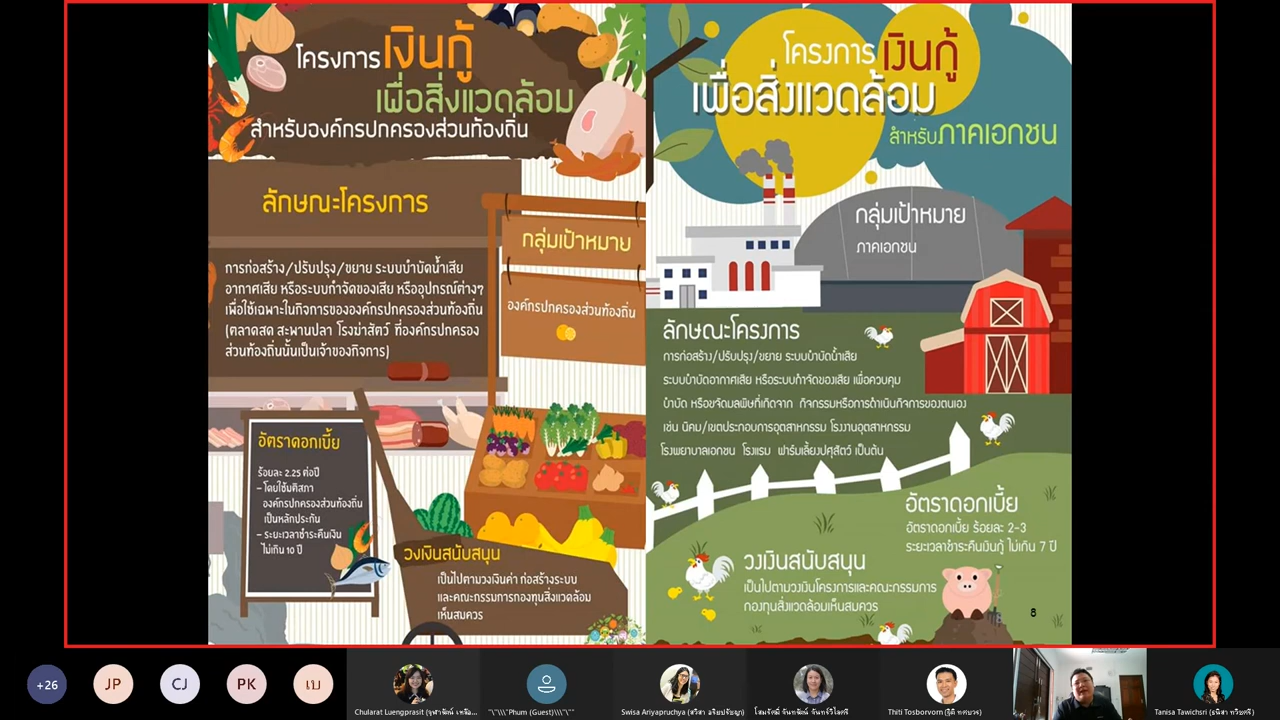 โครงการเงินกู้
เพื่อสิ่งแวดล้อม
สำหรับองค์กรปกครองส่วนท้องถิ่น
ลักษณะโครงการ
การก่อสร้าง/ปรับปรุง/ขยาย ระบบบำบัดน้ำเสีย
อากาศเสีย หรือระบบกำจัดของเสีย หรืออุปกรณ์ต่างๆ
เพื่อใช้เฉพาะในกิจการขององค์กรปกครองส่วนท้องถิ่น
(ตลาดสด สะพานปลา โรงฆ่าสัตว์ ที่องค์กรปกครอง
ส่วนท้องถิ่นนั้นเป็นเจ้าของกิจการ)
กลุ่มเป้าหมาย
องค์กรปกครองส่วนท้องถิ่น
อัตราดอกเบี้ย
ร้อยละ 2.25 ต่อปี
- โดยใช้มติสภา
องค์กรปกครองส่วนท้องถิ่น
เป็นหลักประกัน
- ระยะเวลาชำระคืนเงิน
ไม่เกิน 10 ปี
วงเงินสนับสนุน
เป็นไปตามวงเงินค่า ก่อสร้างระบบ
และคณะกรรมการกองทุนสิ่งแวดล้อม
เห็นสมควร
โครงการเงินกู้
เพื่อสิ่งแวดล้อม
สำหรับภาคเอกชน
กลุ่มเป้าหมาย
ภาคเอกชน
ลักษณะโครงการ
การก่อสร้าง/ปรับปรุง/ขยาย ระบบบำบัดน้ำเสีย
ระบบบำบัดอากาศเสีย หรือระบบกำจัดของเสีย เพื่อควบคุม
บำบัด หรือขจัดมลพิษที่เกิดจาก กิจกรรมหรือการดำเนินกิจการของตนเอง
เช่น นิคม/เขตประกอบการอุตสาหกรรม โรงงานอุตสาหกรรม
โรงพยาบาลเอกชน โรงแรม ฟาร์มเลี้ยงปศุสัตว์ เป็นต้น
อัตราดอกเบี้ย
อัตราดอกเบี้ย ร้อยละ 2-3
ระยะเวลาชำระคืนเงินกู้ ไม่เกิน 7 ปี
วงเงินสนับสนุน
เป็นไปตามวงเงินโครงการและคณะกรรมการ
กองทุนสิ่งแวดล้อมเห็นสมควร
8
+26
JP
CJ
PK
เบ
Chularat Luengprasit
"\"\\\"Phum (Guest)\\\"\""
Swisa Ariyapruchya (สวิสา อริยปรัชญา)
Thiti Tosborvorn (ธิติ ทศบวร)
Tanisa Tawichsri (ธนิสา ทวิชศรี)